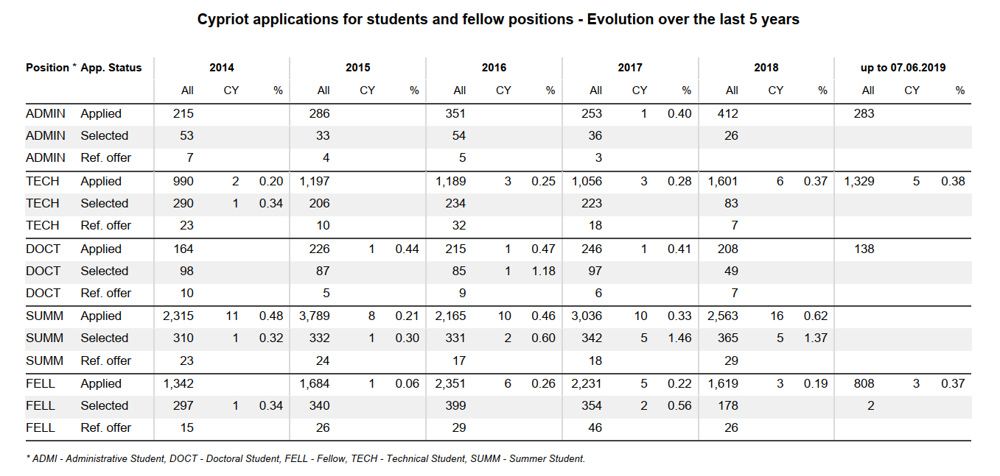 Cypriot applications for students and fellow positions - Evolution over the last 5 years
Position * App. Status 2014 2015 2016 2017 2018 up to 07.06.2019
All CY % All CY % All CY % All CY % All CY % All CY %
ADMIN Applied 215 286 351 253 1 0.40 412 283
ADMIN Selected 53 33 54 36 26
ADMIN Ref. offer 7 4 5 3
TECH Applied 990 2 0.20 1,197 1,189 3 0.25 1,056 3 0.28 1,601 6 0.37 1,329 5 0.38
TECH Selected 290 1 0.34 206 234 223 83
TECH Ref. offer 23 10 32 18 7
DOCT Applied 164 226 1 0.44 215 1 0.47 246 1 0.41 208 138
DOCT Selected 98 87 85 1 1.18 97 49
DOCT Ref. offer 10 5 9 6 7
SUMM Applied 2,315 11 0.48 3,789 8 0.21 2,165 10 0.46 3,036 10 0.33 2,563 16 0.62
SUMM Selected 310 1 0.32 332 1 0.30 331 2 0.60 342 5 1.46 365 5 1.37
SUMM Ref. offer 23 24 17 18 29
FELL Applied 1,342 1,684 1 0.06 2,351 6 0.26 2,231 5 0.22 1,619 3 0.19 808 3 0.37
FELL Selected 297 1 0.34 340 399 354 2 0.56 178 2
FELL Ref. offer 15 26 29 46 26
* ADMI - Administrative Student, DOCT - Doctoral Student, FELL - Fellow, TECH - Technical Student, SUMM - Summer Student.